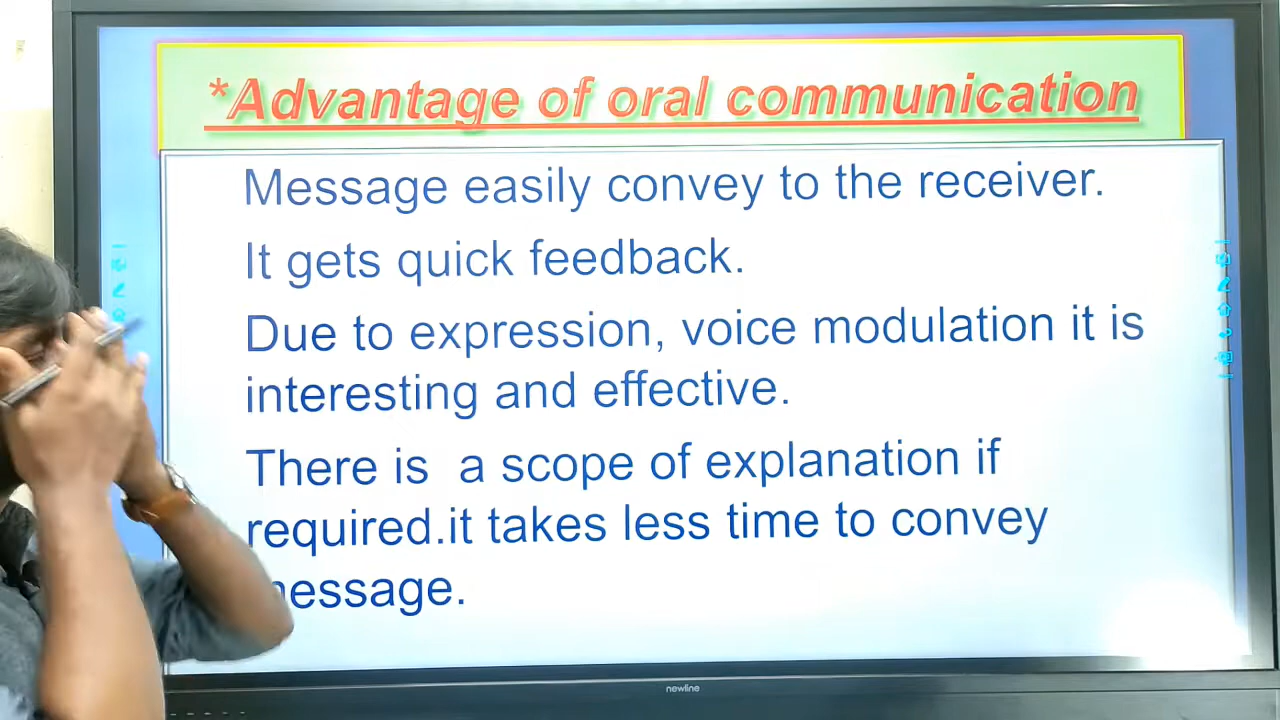 *Advantage of oral communication
Message easily convey to the receiver.
It gets quick feedback.
Due to expression, voice modulation it is
interesting and effective.
There is a scope of explanation if
required.it takes less time to convey
message.
newline